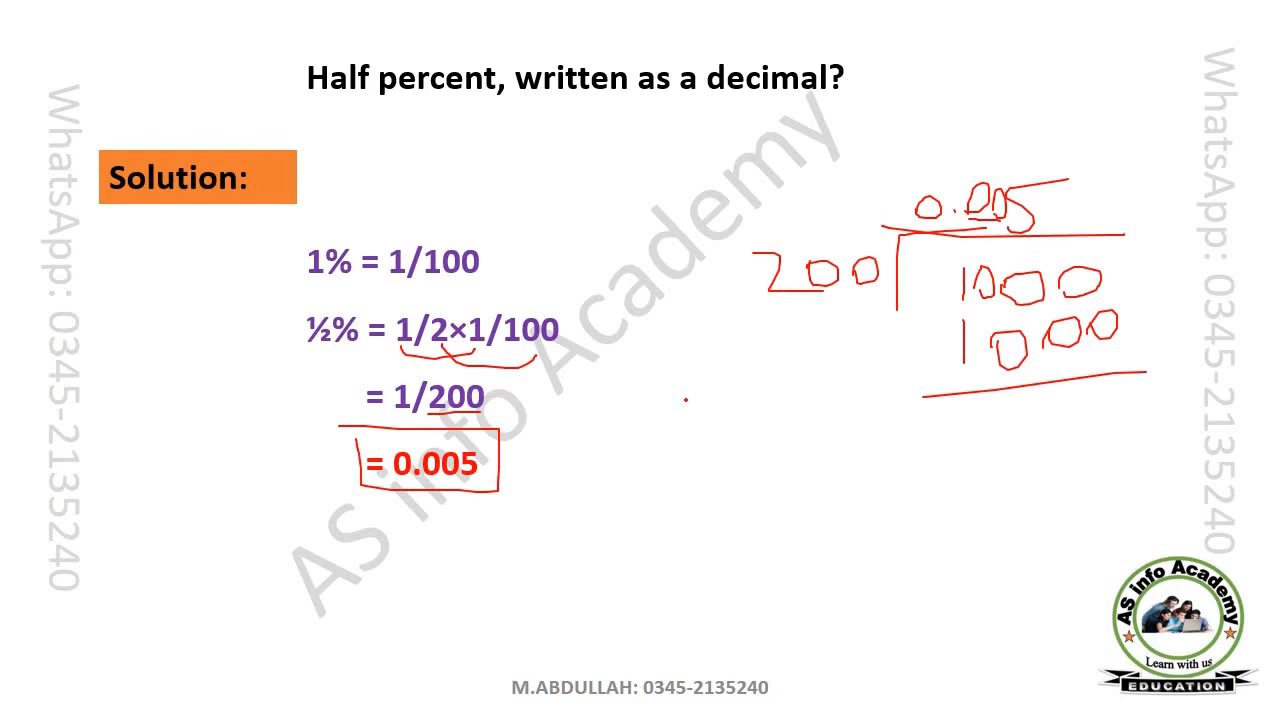 Half percent, written as a decimal?
Solution:
1% = 1/100
½% = 1/2×1/100
= 1/200
= 0.005
0.005
200
1000
1000
AS info Academy
WhatsApp: 0345-2135240
WhatsApp: 0345-2135240
AS info Academy
Learn with us
EDUCATION
M.ABDULLAH: 0345-2135240